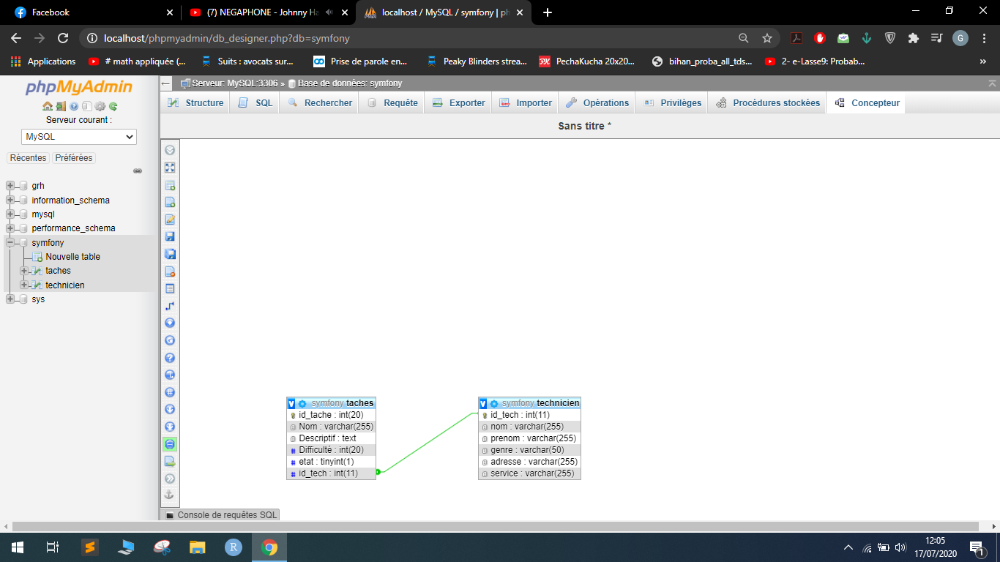 Facebook
(7) NEGAPHONE - Johnny Ha
localhost / MySQL / symfony | ph
localhost/phpmyadmin/db_designer.php?db=symfony
G
Applications
# math appliquée (...
Suits : avocats sur...
Prise de parole en...
Peaky Blinders strea...
PechaKucha 20x20...
bihan_proba_all_tds...
2- e-Lasse9: Probab...
»
phpMyAdmin
Serveur courant :
MySQL
Récentes
Préférées
grh
information_schema
mysql
performance_schema
symfony
Nouvelle table
taches
technicien
sys
Serveur: MySQL:3306 » Base de données: symfony
Structure
SQL
Rechercher
Requête
Exporter
Importer
Opérations
Privilèges
Procédures stockées
Concepteur
Sans titre *
V symfony taches
id_tache : int(20)
Nom : varchar(255)
Descriptif : text
# Difficulté : int(20)
# etat : tinyint(1)
# id_tech : int(11)
V symfony technicien
id_tech : int(11)
nom : varchar(255)
prenom : varchar(255)
genre : varchar(50)
adresse : varchar(255)
service : varchar(255)
Console de requêtes SQL
R
12:05
17/07/2020
1